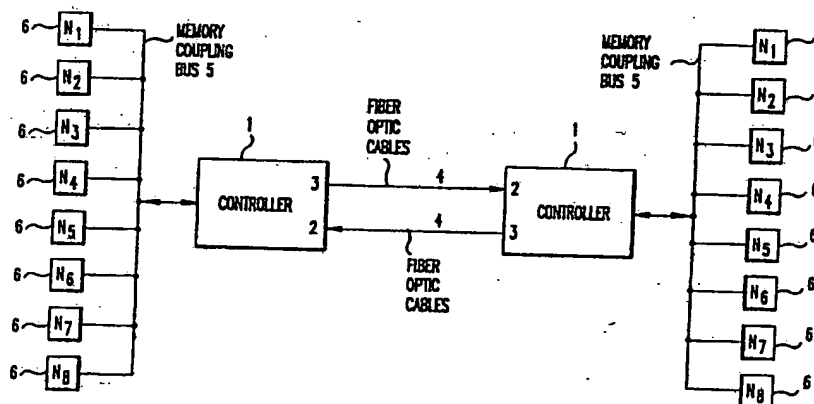 6 N1
6 N2
6 N3
6 N4
6 N5
6 N6
6 N7
6 N8
MEMORY
COUPLING
BUS 5
1
CONTROLLER
3
2
FIBER
OPTIC
CABLES
4
4
FIBER
OPTIC
CABLES
1
2
CONTROLLER
3
MEMORY
COUPLING
BUS 5
N1
N2
N3
N4 6
N5 6
N6 6
N7 6
N8 6